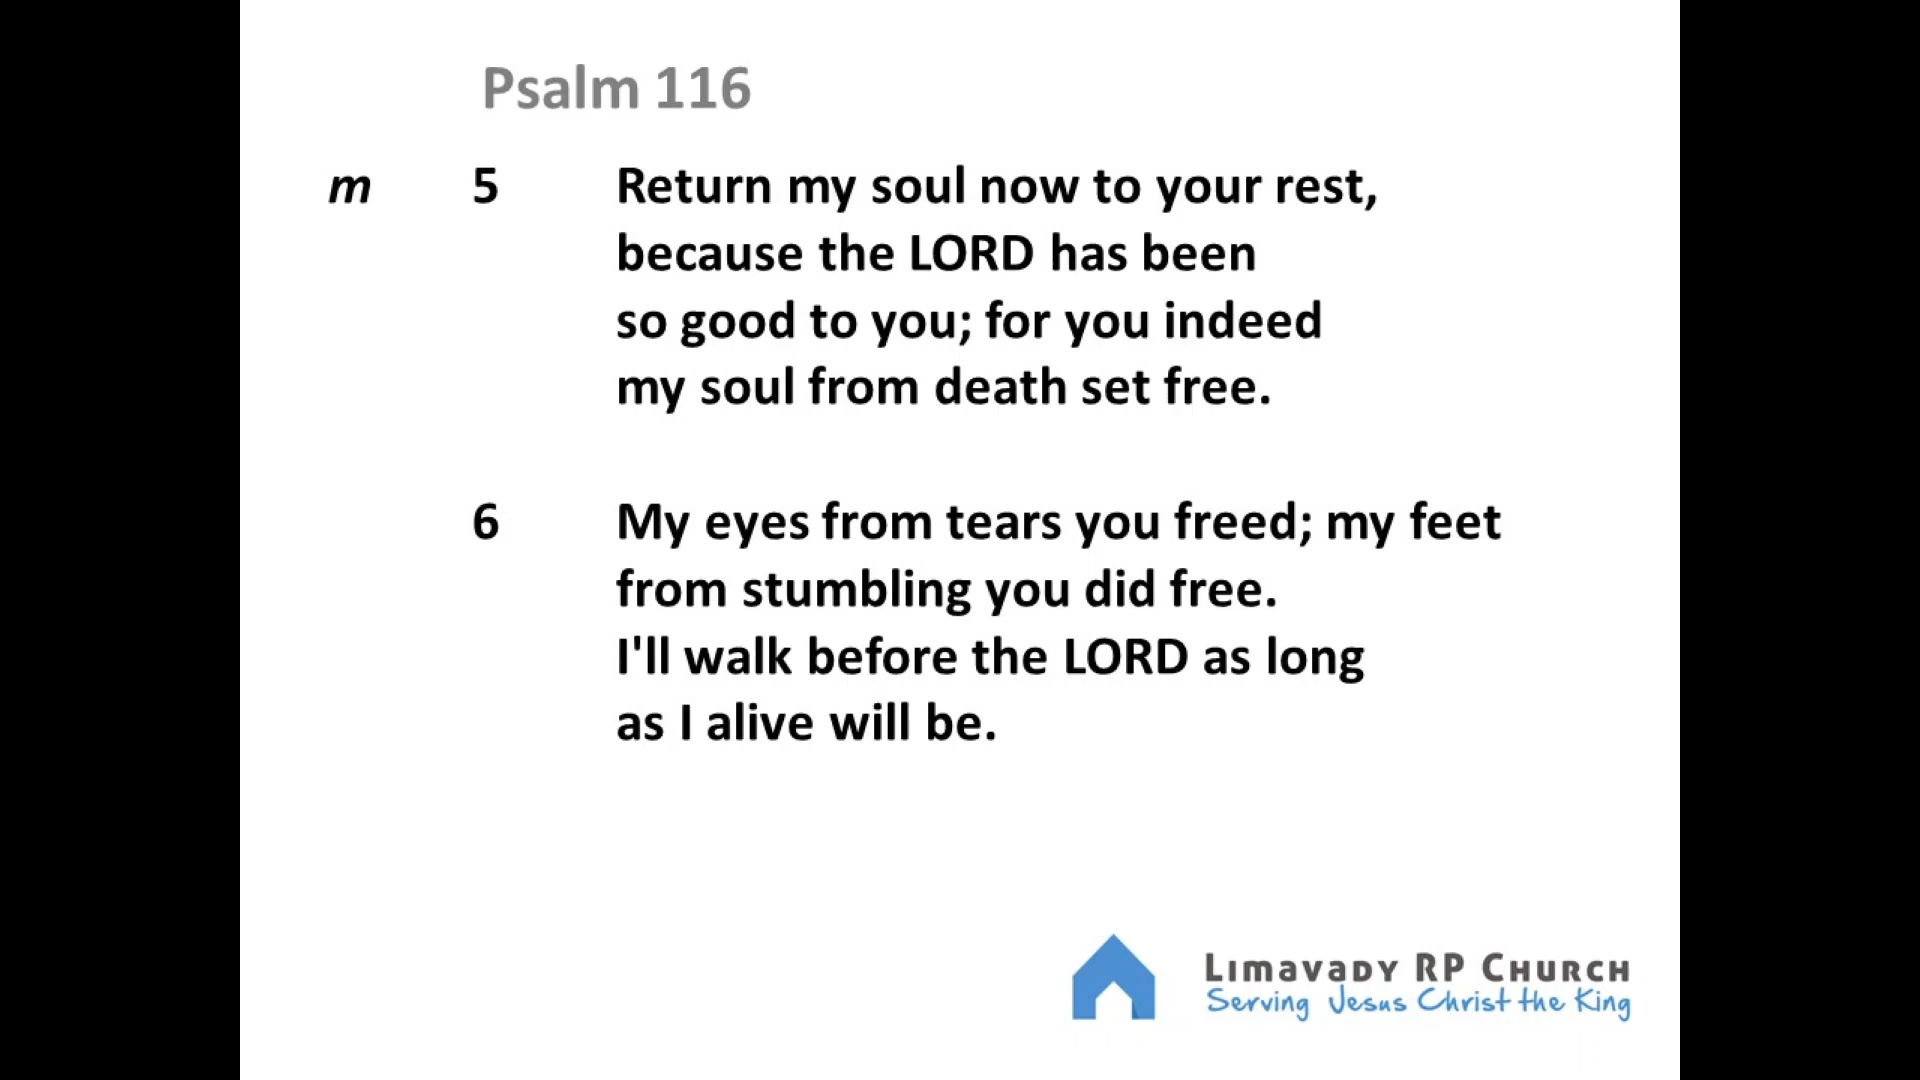 Psalm 116
m 5 Return my soul now to your rest,
because the LORD has been
so good to you; for you indeed
my soul from death set free.
6 My eyes from tears you freed; my feet
from stumbling you did free.
I'll walk before the LORD as long
as I alive will be.
Limavady RP Church
Serving Jesus Christ the King